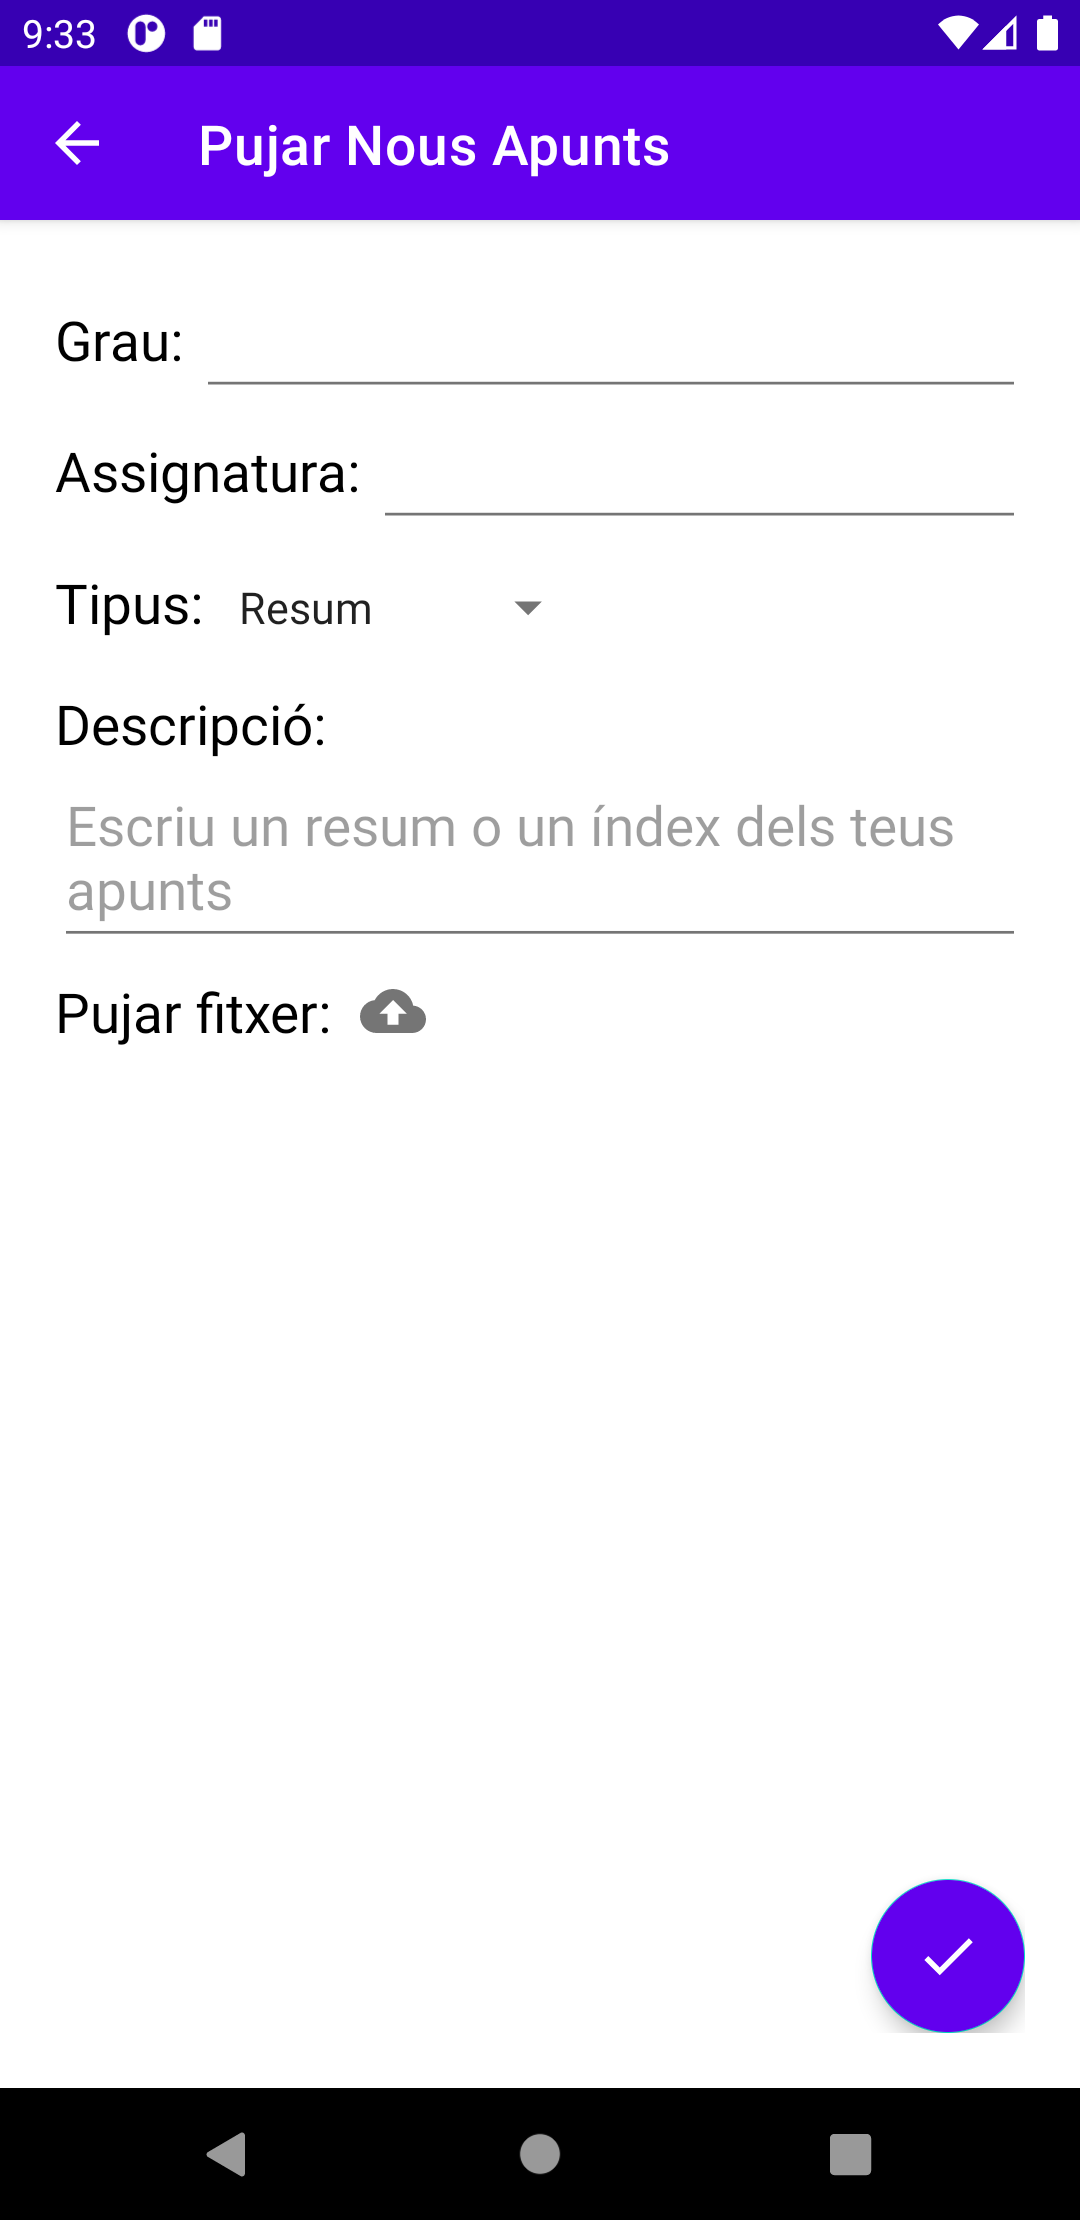 9:33
Pujar Nous Apunts
Grau:
Assignatura:
Tipus: Resum
Descripció:
Escriu un resum o un índex dels teus
apunts
Pujar fitxer: